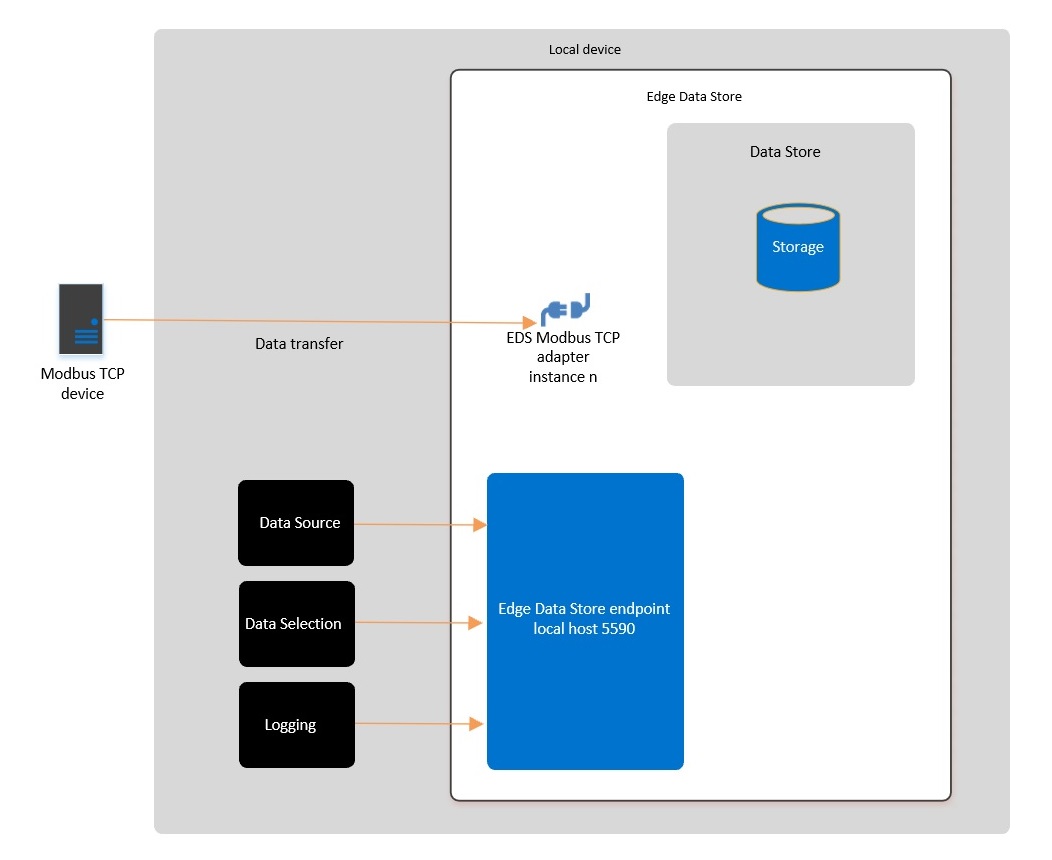 Local device
Edge Data Store
Data Store
Storage
EDS Modbus TCP
adapter
instance n
Data transfer
Modbus TCP
device
Data Source
Data Selection
Logging
Edge Data Store endpoint
local host 5590